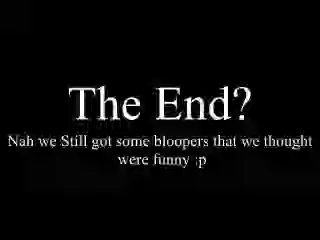 The End?
Nah we Still got some bloopers that we thought
were funny :p